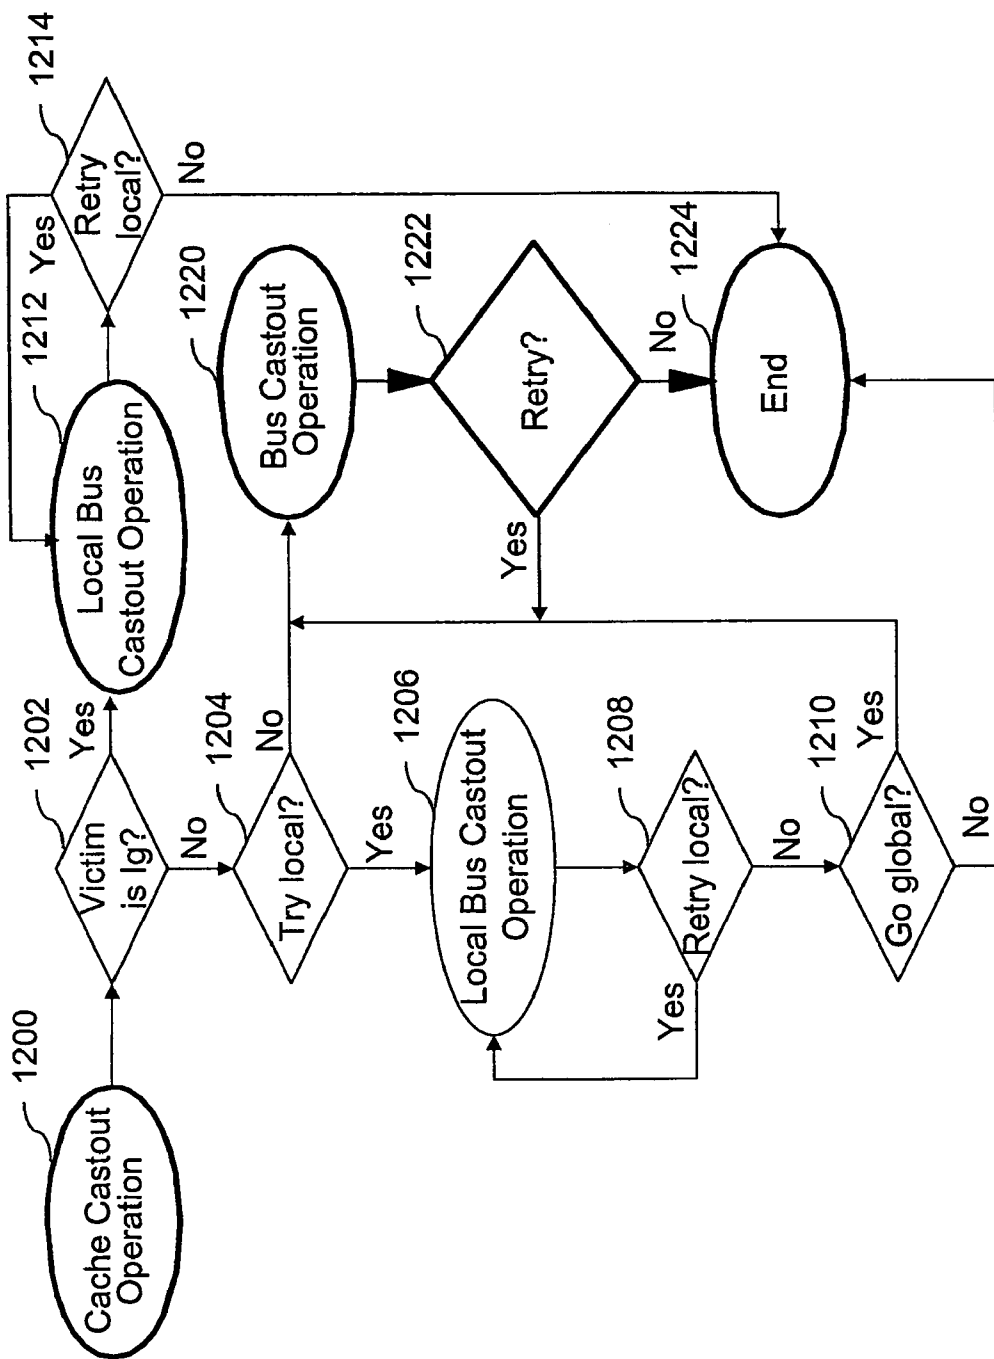 1200
Cache Castout
Operation
1202
Victim
is Ig?
Yes
No
1212
Local Bus
Castout Operation
1214
Retry
local?
Yes
No
1204
Try local?
No
Yes
1220
Bus Castout
Operation
1206
Local Bus Castout
Operation
1222
Retry?
Yes
No
1208
Retry local?
Yes
No
1224
End
1210
Go global?
Yes
No